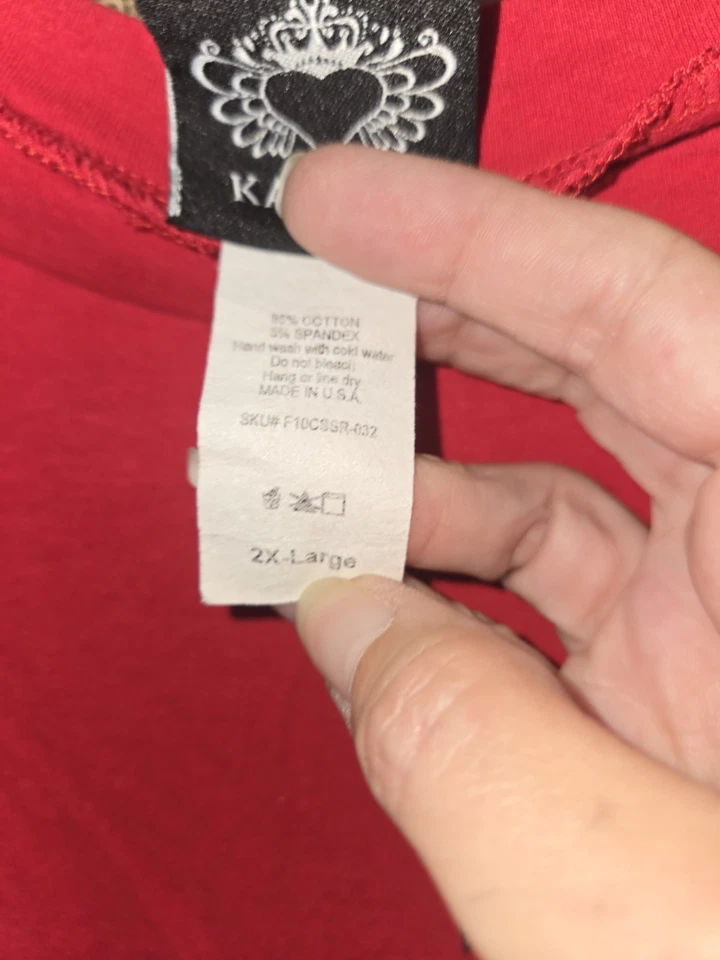 KA
95% COTTON
5% SPANDEX
Hand wash with cold water
Do not bleach
Hang or line dry
MADE IN U.S.A.
SKU# F10CSSR-032
2X-Large